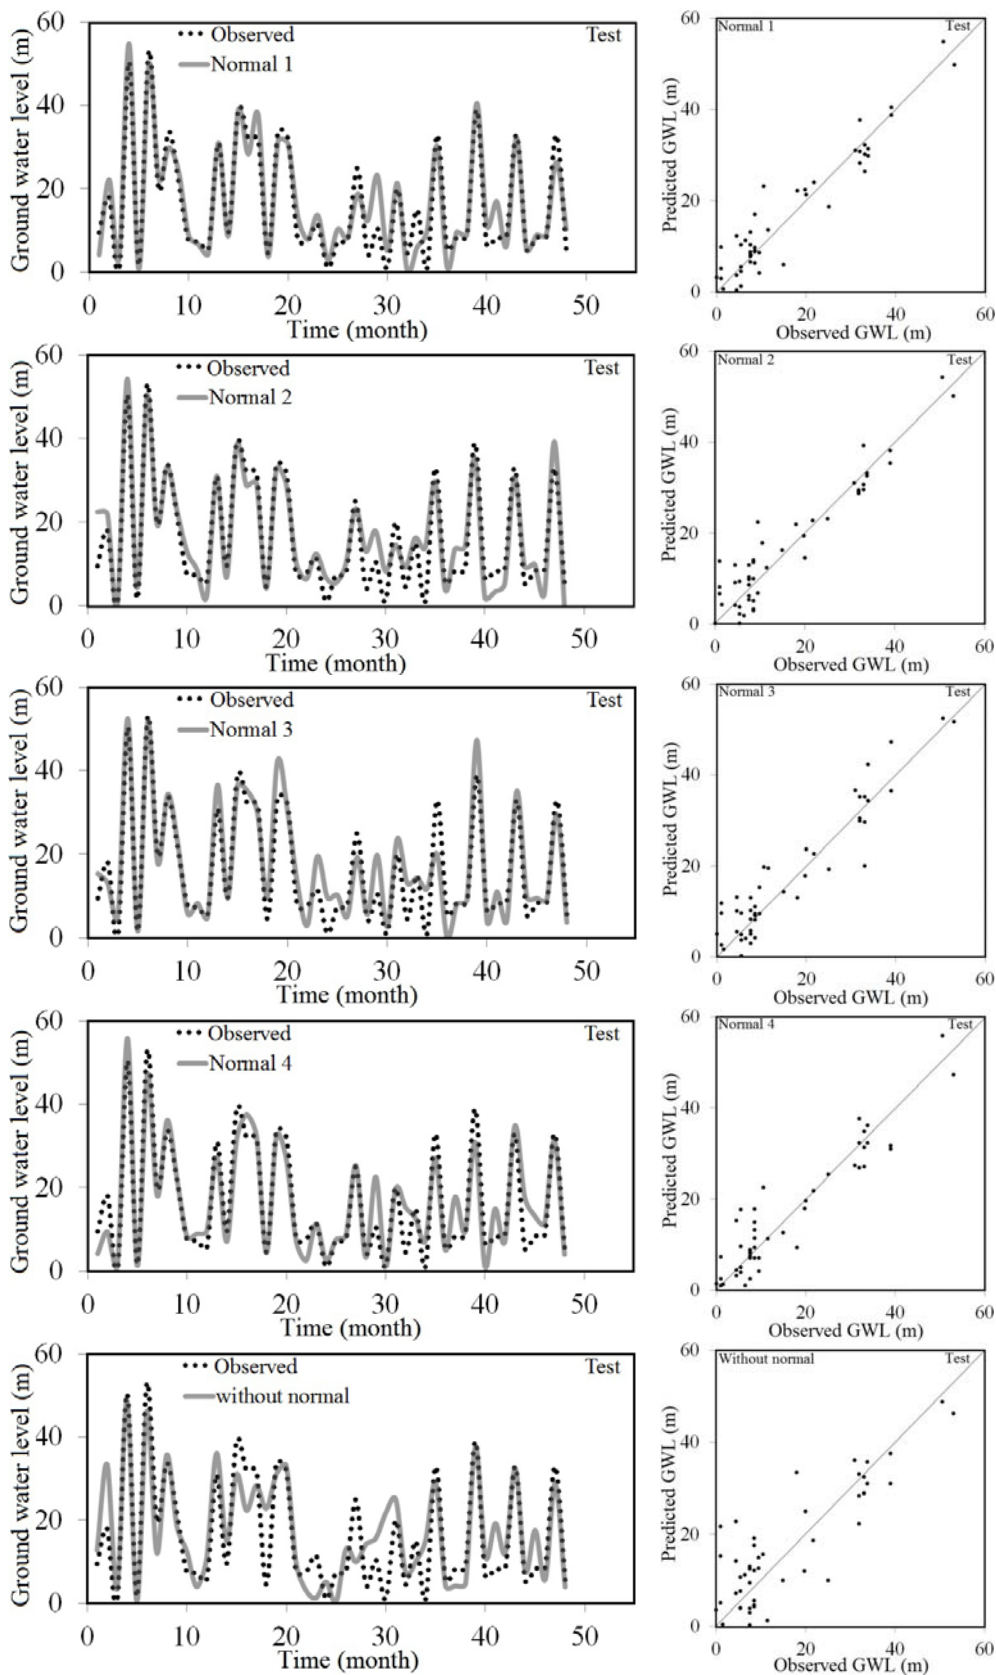 Ground water level (m)
60
40
20
0
Observed
Normal 1
Test
0 10 20 30 40 50
Time (month)
Predicted GWL (m)
60
40
20
0
Normal 1
Test
0 20 40 60
Observed GWL (m)
Ground water level (m)
60
40
20
0
Observed
Normal 2
Test
0 10 20 30 40 50
Time (month)
Predicted GWL (m)
60
40
20
0
Normal 2
Test
0 20 40 60
Observed GWL (m)
Ground water level (m)
60
40
20
0
Observed
Normal 3
Test
0 10 20 30 40 50
Time (month)
Predicted GWL (m)
60
40
20
0
Normal 3
Test
0 20 40 60
Observed GWL (m)
Ground water level (m)
60
40
20
0
Observed
Normal 4
Test
0 10 20 30 40 50
Time (month)
Predicted GWL (m)
60
40
20
0
Normal 4
Test
0 20 40 60
Observed GWL (m)
Ground water level (m)
60
40
20
0
Observed
without normal
Test
0 10 20 30 40 50
Time (month)
Predicted GWL (m)
60
40
20
0
Without normal
Test
0 20 40 60
Observed GWL (m)